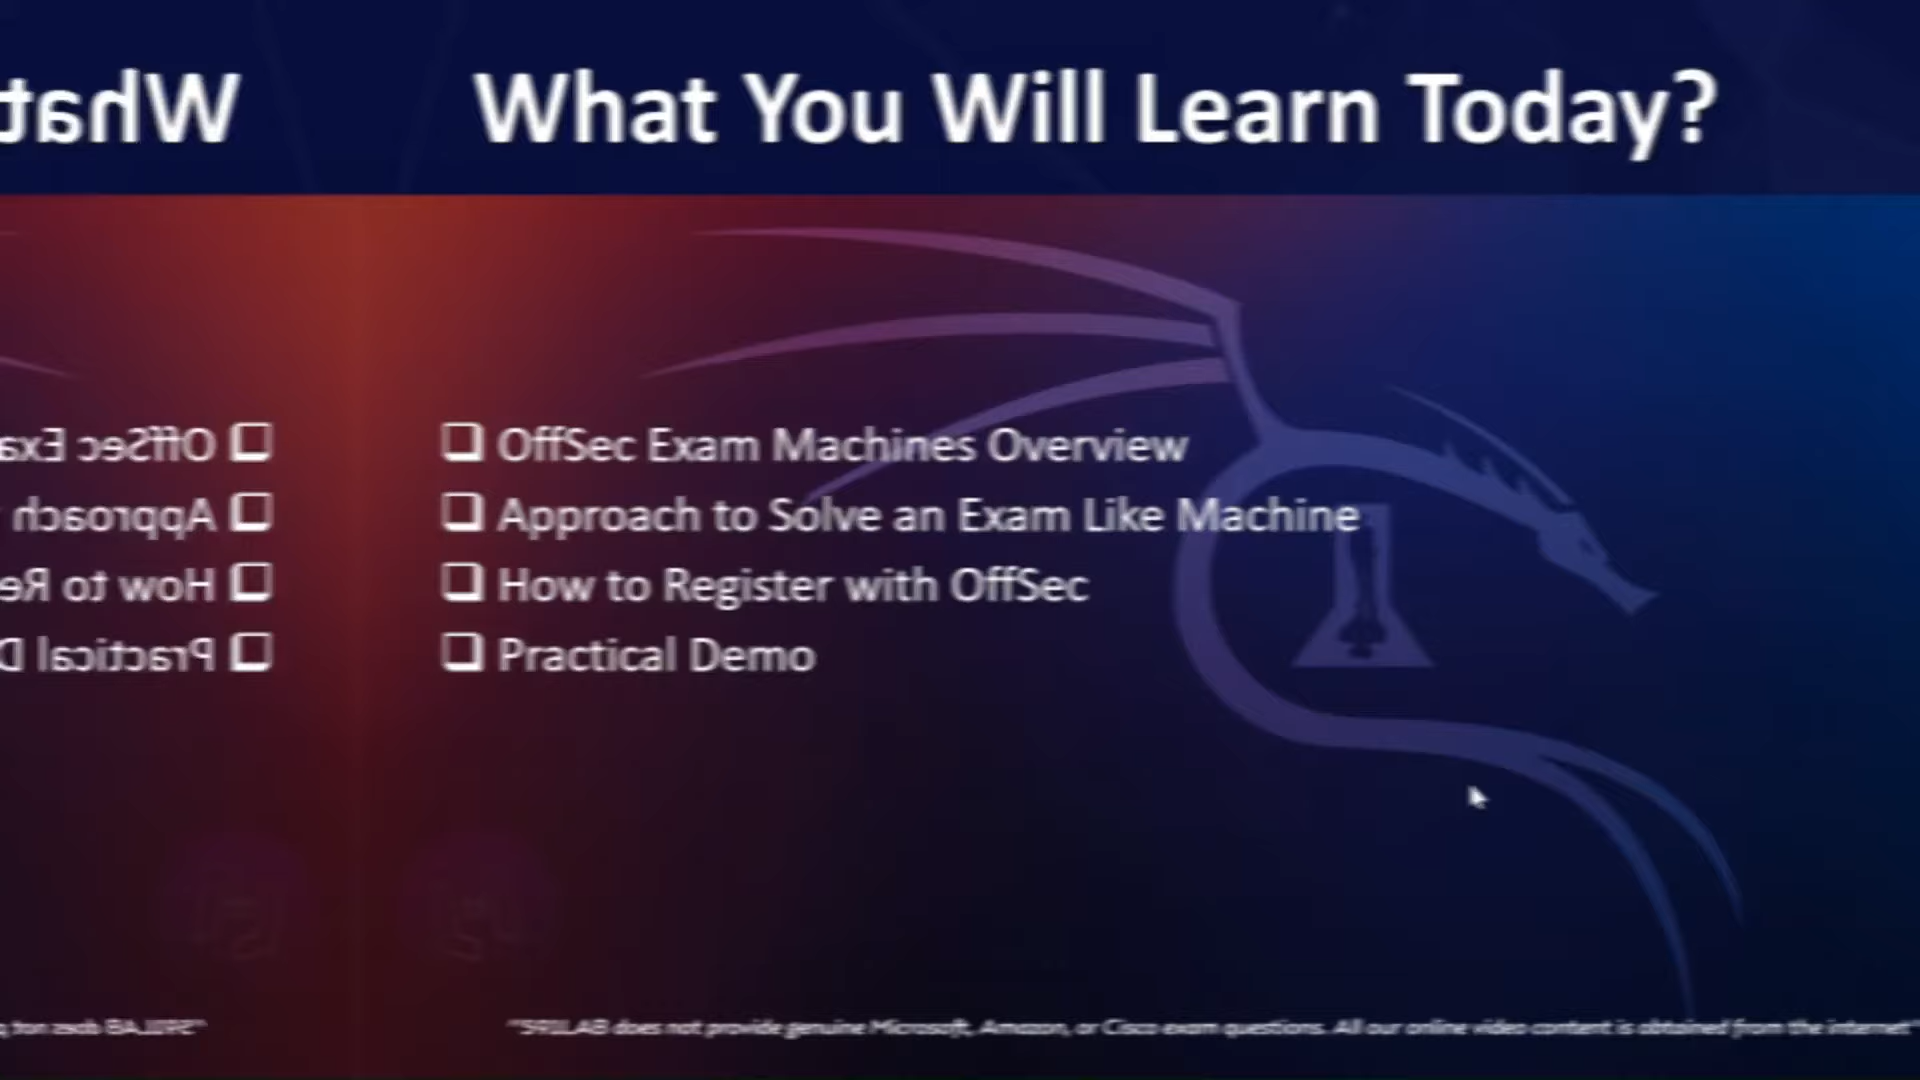 What You Will Learn Today?
❑ OffSec Exam Machines Overview
❑ Approach to Solve an Exam Like Machine
❑ How to Register with OffSec
❑ Practical Demo
does not provide genuine Microsoft, Amazon, or Cisco exam questions. All our online video content is obtained from the internet"